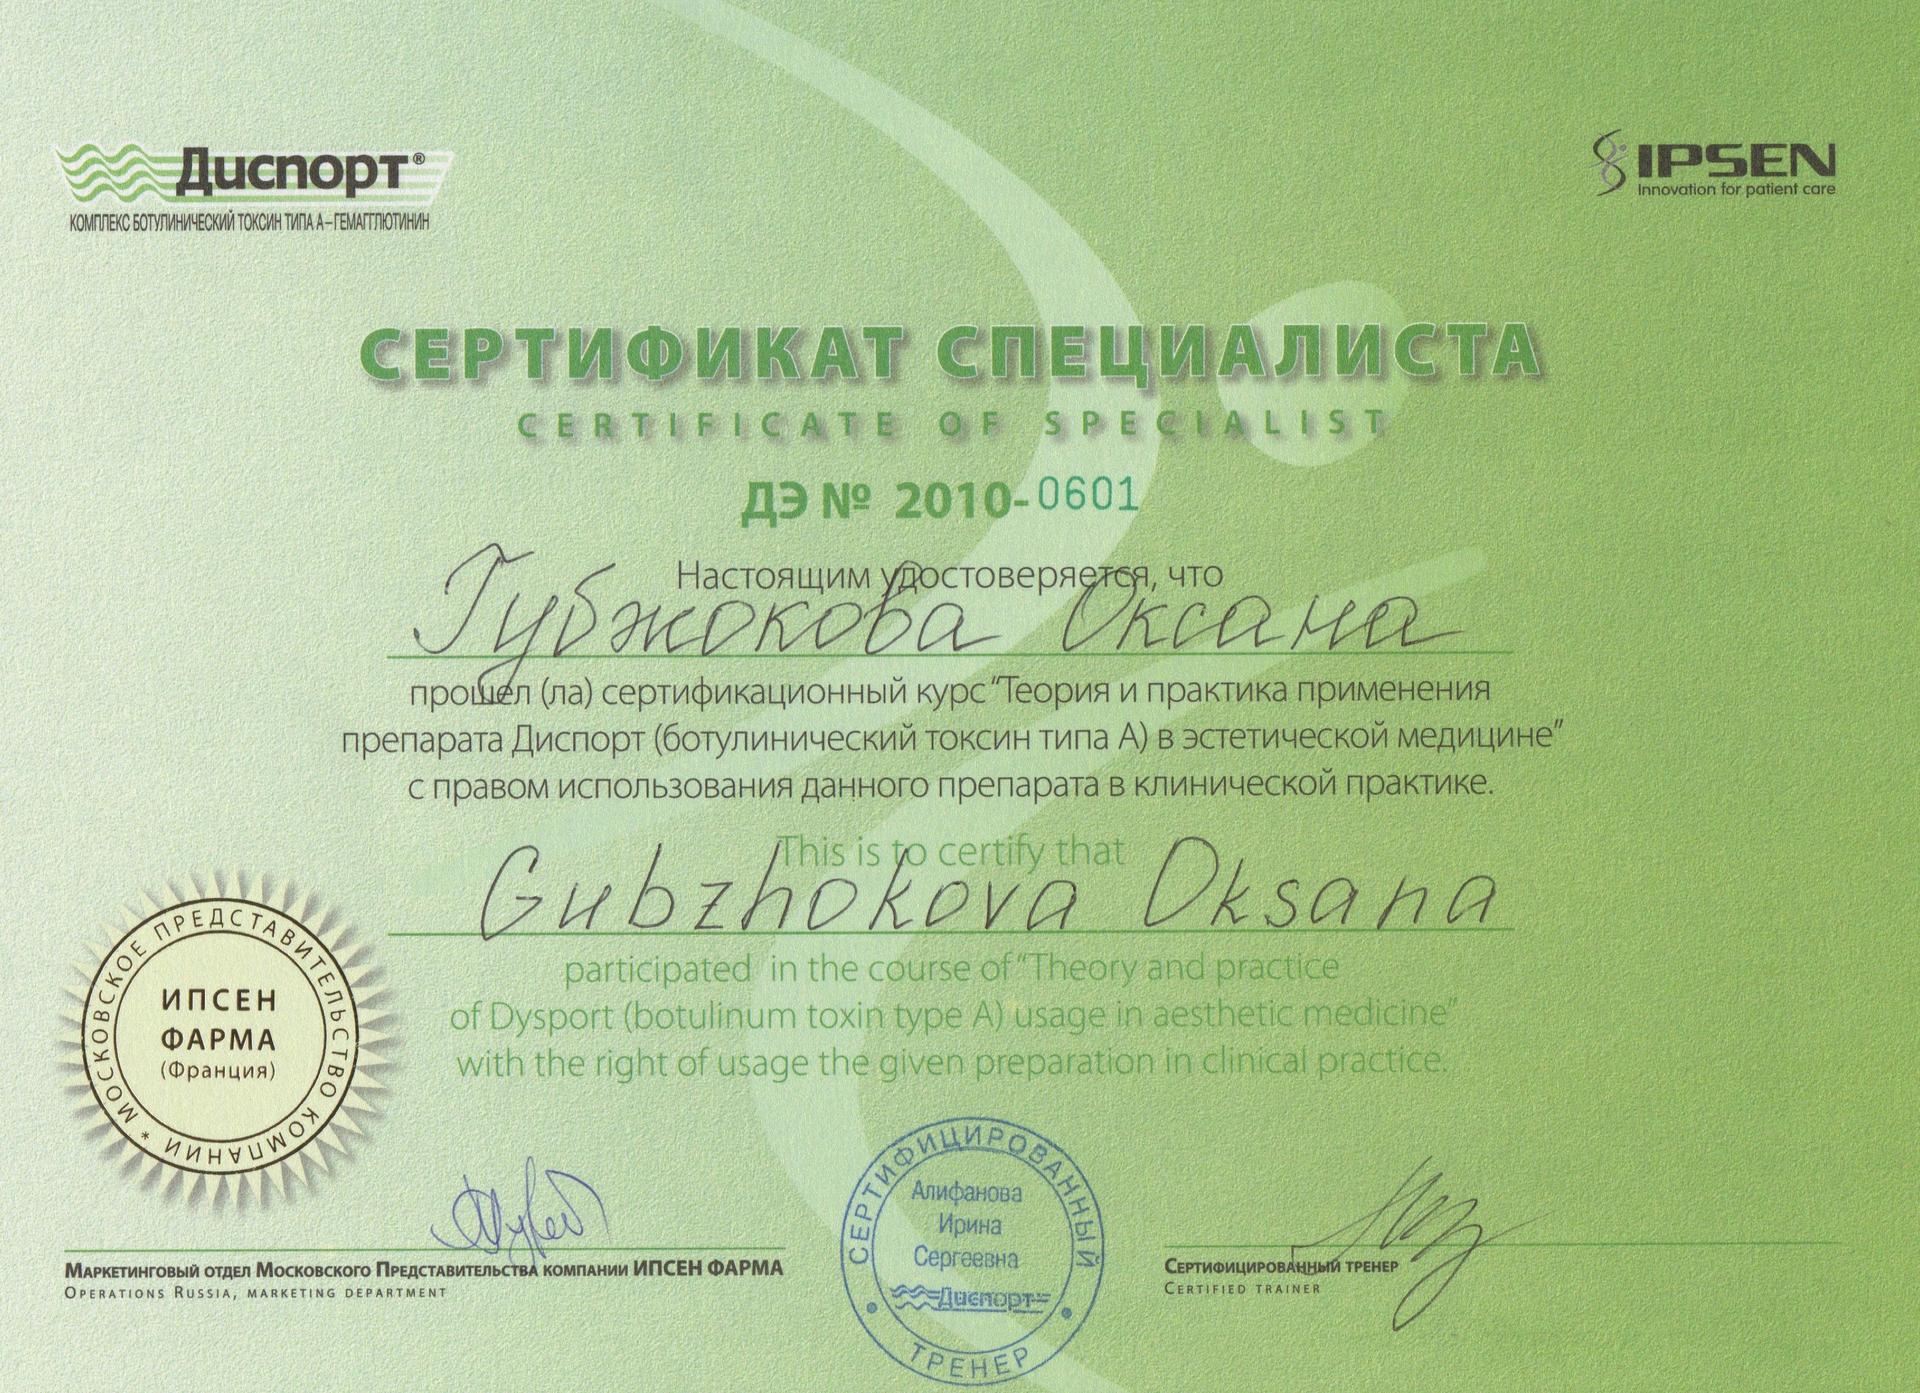 Диспорт®
КОМПЛЕКС БОТУЛИНИЧЕСКИЙ ТОКСИН ТИПА А–ГЕМАГГЛЮТИНИН
IPSEN
Innovation for patient care
СЕРТИФИКАТ СПЕЦИАЛИСТА
CERTIFICATE OF SPECIALIST
ДЭ № 2010-0601
Настоящим удостоверяется, что
Губжокова Оксана
прошел (ла) сертификационный курс "Теория и практика применения
препарата Диспорт (ботулинический токсин типа А) в эстетической медицине"
с правом использования данного препарата в клинической практике.
This is to certify that
Gubzhokova Oksana
participated in the course of "Theory and practice
of Dysport (botulinum toxin type A) usage in aesthetic medicine"
with the right of usage the given preparation in clinical practice.
* МОСКОВСКОЕ ПРЕДСТАВИТЕЛЬСТВО КОМПАНИИ
ИПСЕН
ФАРМА
(Франция)
СЕРТИФИЦИРОВАННЫЙ
Алифанова
Ирина
Сергеевна
Диспорт
• ТРЕНЕР •
Маркетинговый отдел Московского Представительства компании ИПСЕН ФАРМА
Operations Russia, marketing department
Сертифицированный тренер
Certified trainer